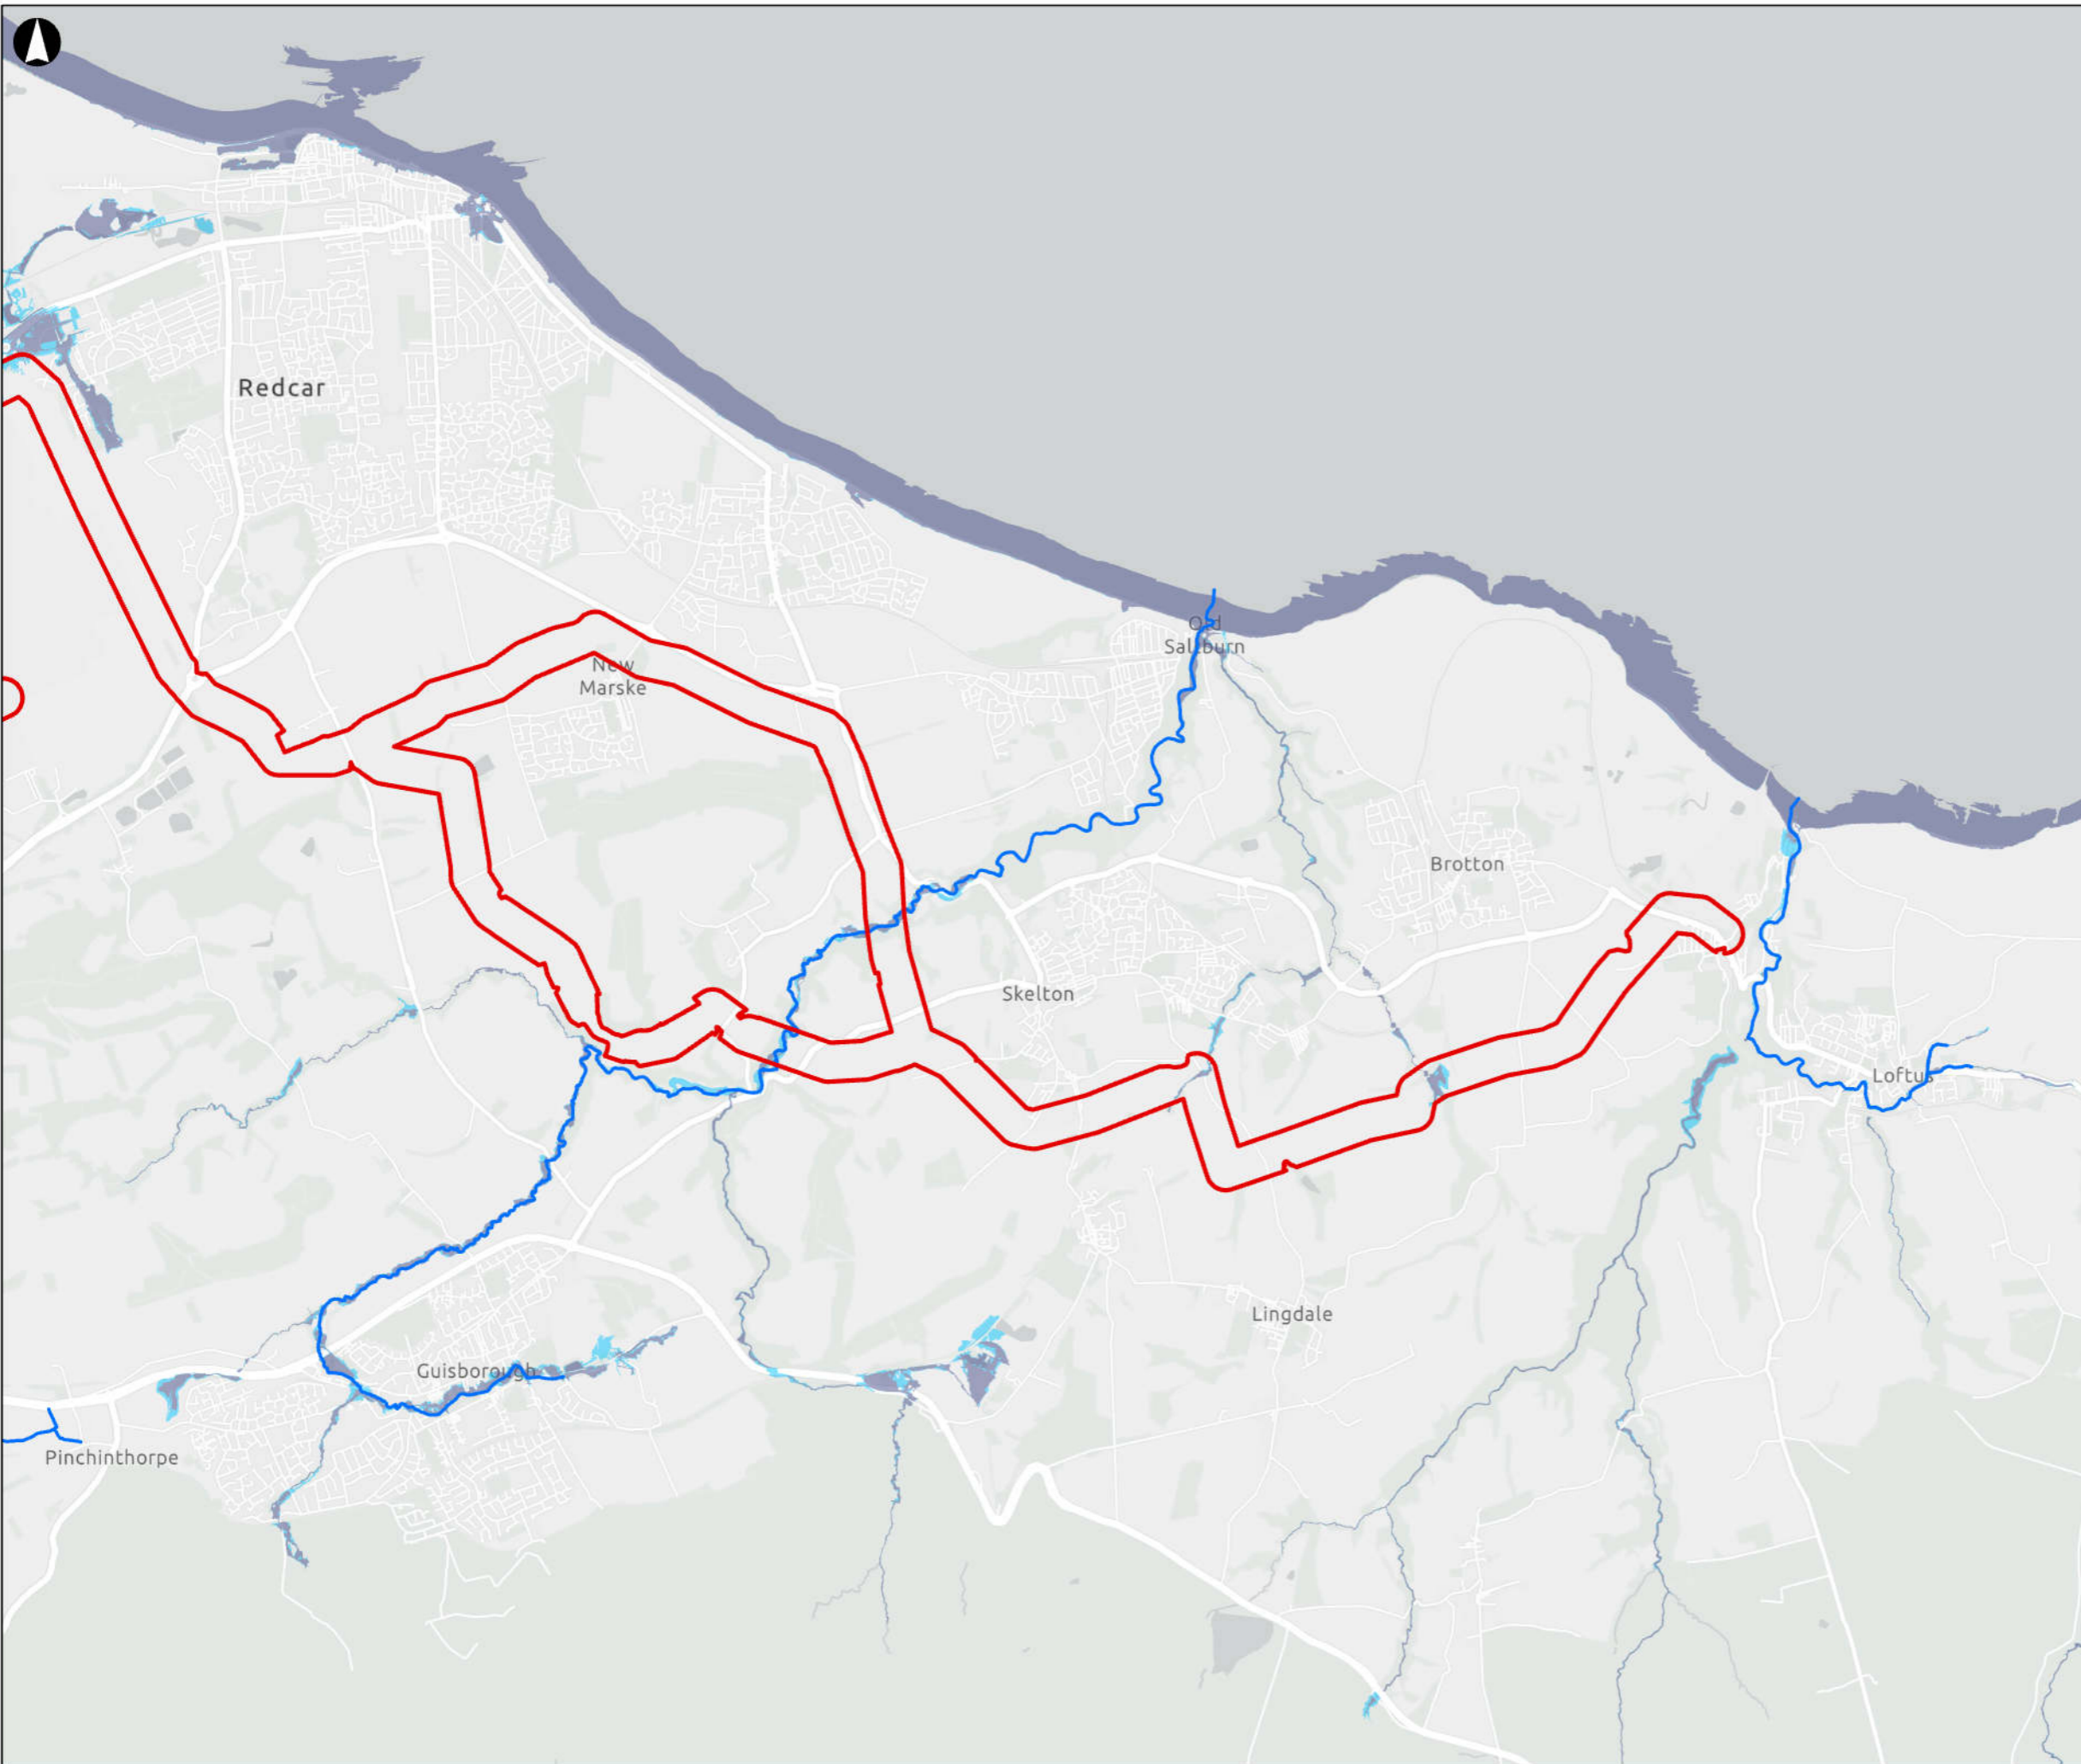 Redcar
New
Marske
Old
Saltburn
Brotton
Skelton
Loftus
Lingdale
Guisborough
Pinchinthorpe